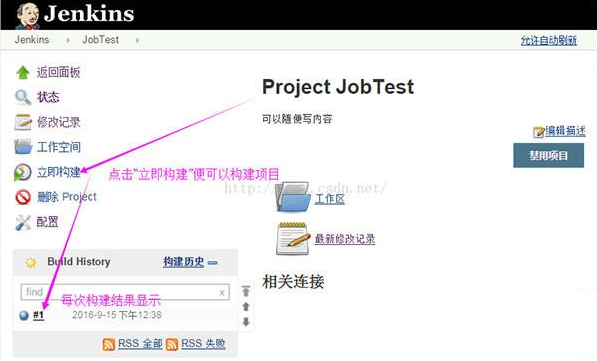 Jenkins
Jenkins › JobTest ›
允许自动刷新
返回面板
状态
修改记录
工作空间
立即构建
删除 Project
配置
Project JobTest
可以随便写内容
编辑描述
禁用项目
点击“立即构建”便可以构建项目
工作区
最新修改记录
相关连接
Build History
构建历史
find x
每次构建结果显示
#1 2016-9-15 下午12:38
RSS 全部 RSS 失败